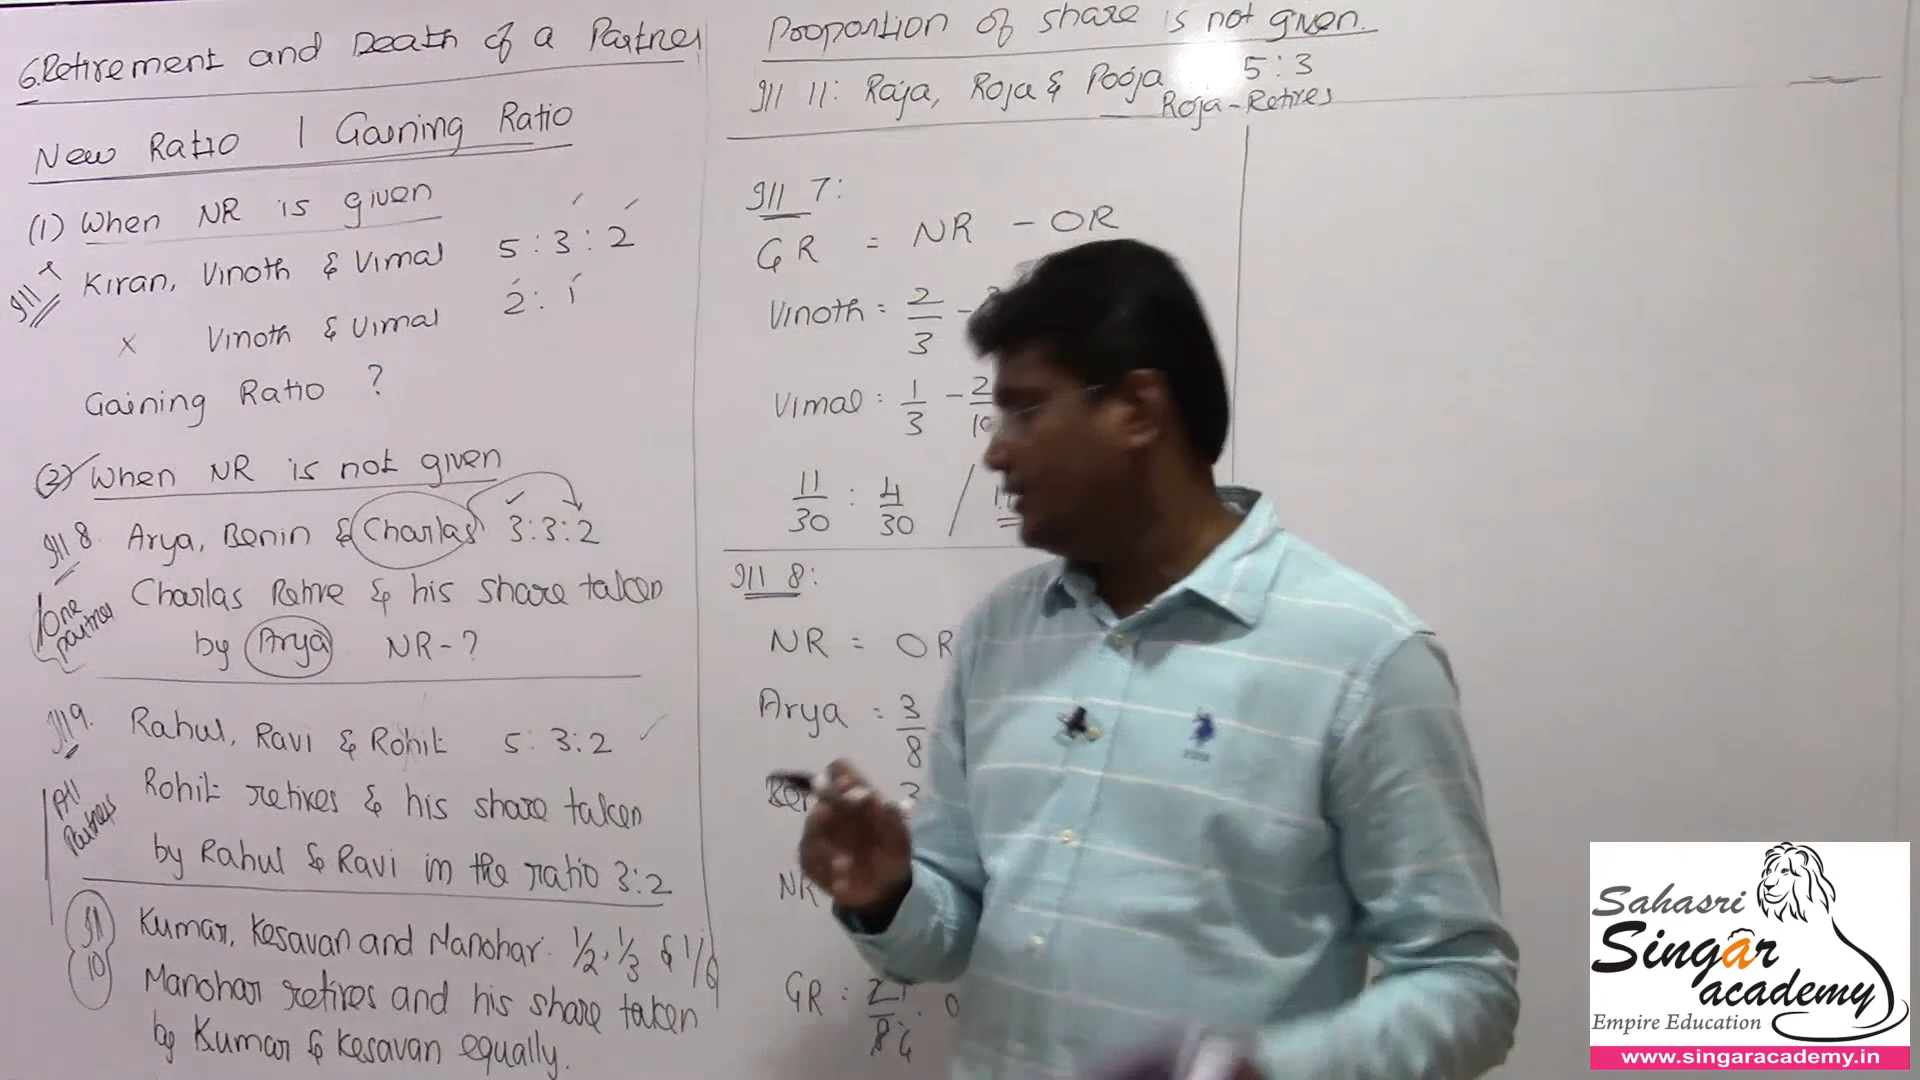 6. Retirement and Death of a Partner
New Ratio | Gaining Ratio
(1) When NR is given
Ill 7
Kiran, Vinoth & Vimal 5:3:2
x Vinoth & Vimal 2:1
Gaining Ratio ?
(2) When NR is not given
Ill 8. Arya, Benin & Charlas 3:3:2
one partner
Charlas Retire & his share taken
by Arya NR-?
Ill 9. Rahul, Ravi & Rohit 5:3:2
All Partners
Rohit retires & his share taken
by Rahul & Ravi in the ratio 3:2
Ill 10
Kumar, Kesavan and Manohar. 1/2, 1/3 & 1/6
Manohar retires and his share taken
by Kumar & Kesavan equally.
Proportion of share is not given.
Ill 11: Raja, Roja & Pooja 5:3
Roja - Retires
Ill 7:
GR = NR - OR
Vinoth = 2/3 -
Vimal : 1/3 - 2/10
11/30 : 4/30 /
Ill 8:
NR = OR
Arya = 3/8
NR
GR :
Sahasri
Singar
academy
Empire Education
www.singaracademy.in